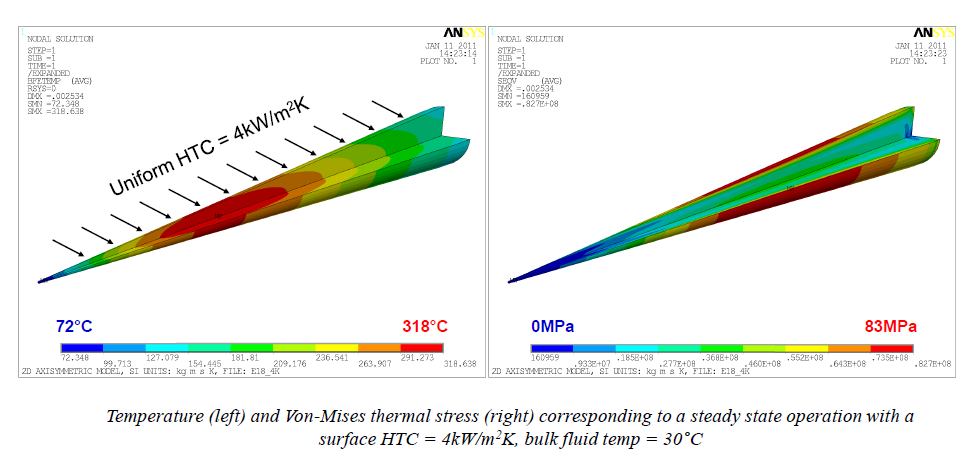 1
ANSYS
NODAL SOLUTION
JAN 11 2011
14:23:14
PLOT NO. 1
STEP=1
SUB =1
TIME=1
/EXPANDED
BFETEMP (AVG)
RSYS=0
DMX =.002534
SMN =72.348
SMX =318.638
Uniform HTC = 4kW/m²K
72°C
318°C
72.348 127.079 181.81 236.541 291.273
99.713 154.445 209.176 263.907 318.638
2D AXISYMMETRIC MODEL, SI UNITS: kg m s K, FILE: E18_4K
1
ANSYS
NODAL SOLUTION
JAN 11 2011
14:23:23
PLOT NO. 1
STEP=1
SUB =1
TIME=1
/EXPANDED
SEQV (AVG)
DMX =.002534
SMN =160959
SMX =.827E+08
0MPa
83MPa
160959 .185E+08 .368E+08 .552E+08 .735E+08
.933E+07 .277E+08 .460E+08 .643E+08 .827E+08
2D AXISYMMETRIC MODEL, SI UNITS: kg m s K, FILE: E18_4K
Temperature (left) and Von-Mises thermal stress (right) corresponding to a steady state operation with a
surface HTC = 4kW/m²K, bulk fluid temp = 30°C